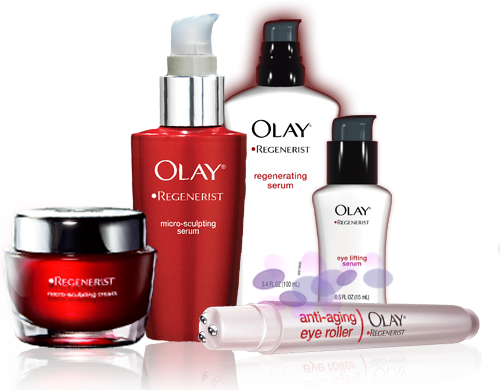 •REGENERIST
micro-sculpting cream
OLAY®
•REGENERIST
micro-sculpting
serum
OLAY®
•REGENERIST
regenerating
serum
3.4 FL OZ (100 mL)
OLAY®
•REGENERIST
eye lifting
serum
0.5 FL OZ (15 mL)
anti-aging
eye roller
OLAY®
•REGENERIST